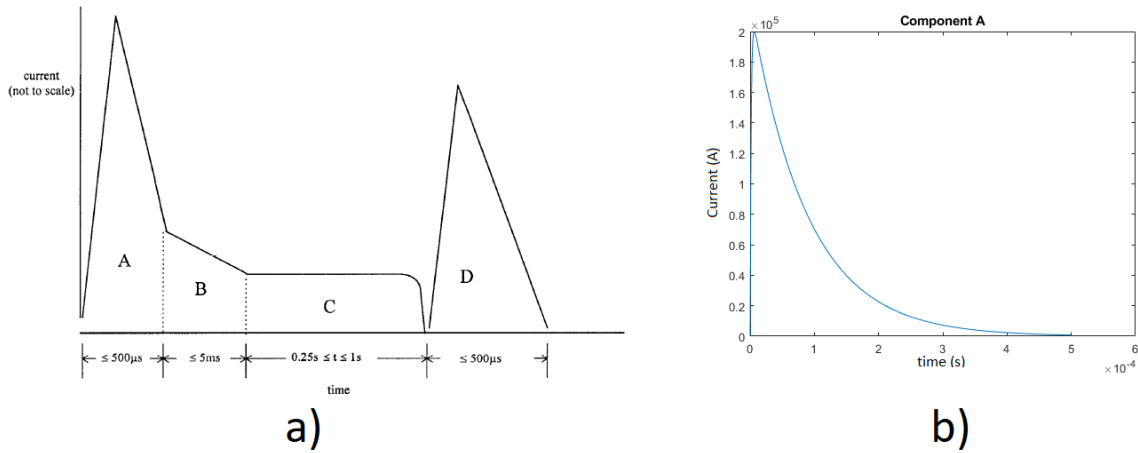 current
(not to scale)
A
B
C
D
≤ 500µs
≤ 5ms
0.25s ≤ t ≤ 1s
≤ 500µs
time
a)
Component A
× 10⁵
2
1.8
1.6
1.4
1.2
1
0.8
0.6
0.4
0.2
0
Current (A)
0
1
2
3
4
5
6
time (s)
× 10⁻⁴
b)